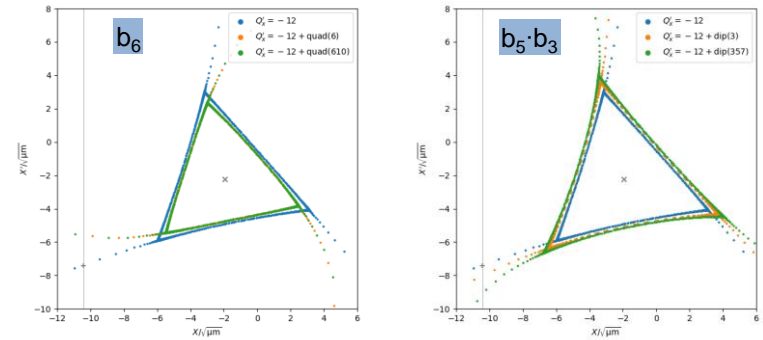 b₆
Q′ₓ = −12
Q′ₓ = −12 + quad(6)
Q′ₓ = −12 + quad(610)
8
6
4
2
0
−2
−4
−6
−8
−10
X′/√μm
−12 −10 −8 −6 −4 −2 0 2 4 6
X/√μm
b₅·b₃
Q′ₓ = −12
Q′ₓ = −12 + dip(3)
Q′ₓ = −12 + dip(357)
8
6
4
2
0
−2
−4
−6
−8
−10
X′/√μm
−12 −10 −8 −6 −4 −2 0 2 4 6
X/√μm